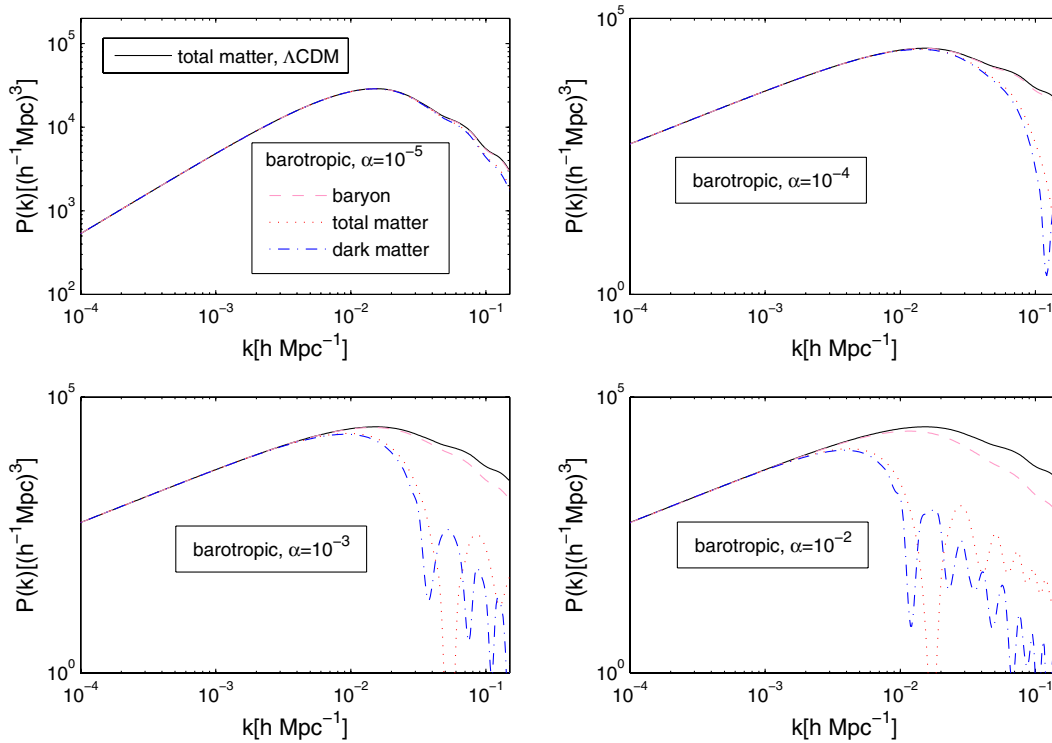 10^5
10^4
10^3
10^2
P(k)[(h^-1Mpc)^3]
total matter, ΛCDM
barotropic, α=10^-5
baryon
total matter
dark matter
10^-4
10^-3
10^-2
10^-1
k[h Mpc^-1]
10^5
10^0
P(k)[(h^-1Mpc)^3]
barotropic, α=10^-4
10^-4
10^-3
10^-2
10^-1
k[h Mpc^-1]
10^5
10^0
P(k)[(h^-1Mpc)^3]
barotropic, α=10^-3
10^-4
10^-3
10^-2
10^-1
k[h Mpc^-1]
10^5
10^0
P(k)[(h^-1Mpc)^3]
barotropic, α=10^-2
10^-4
10^-3
10^-2
10^-1
k[h Mpc^-1]